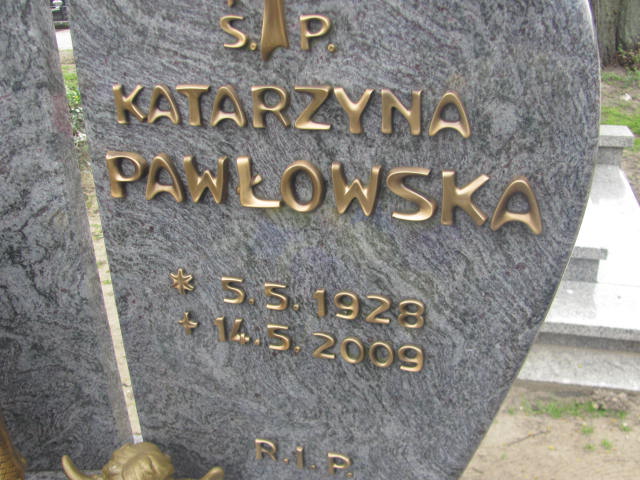 S. P.
KATARZYNA
PAWŁOWSKA
* 5.5.1928
+ 14.5.2009
R.I.P.